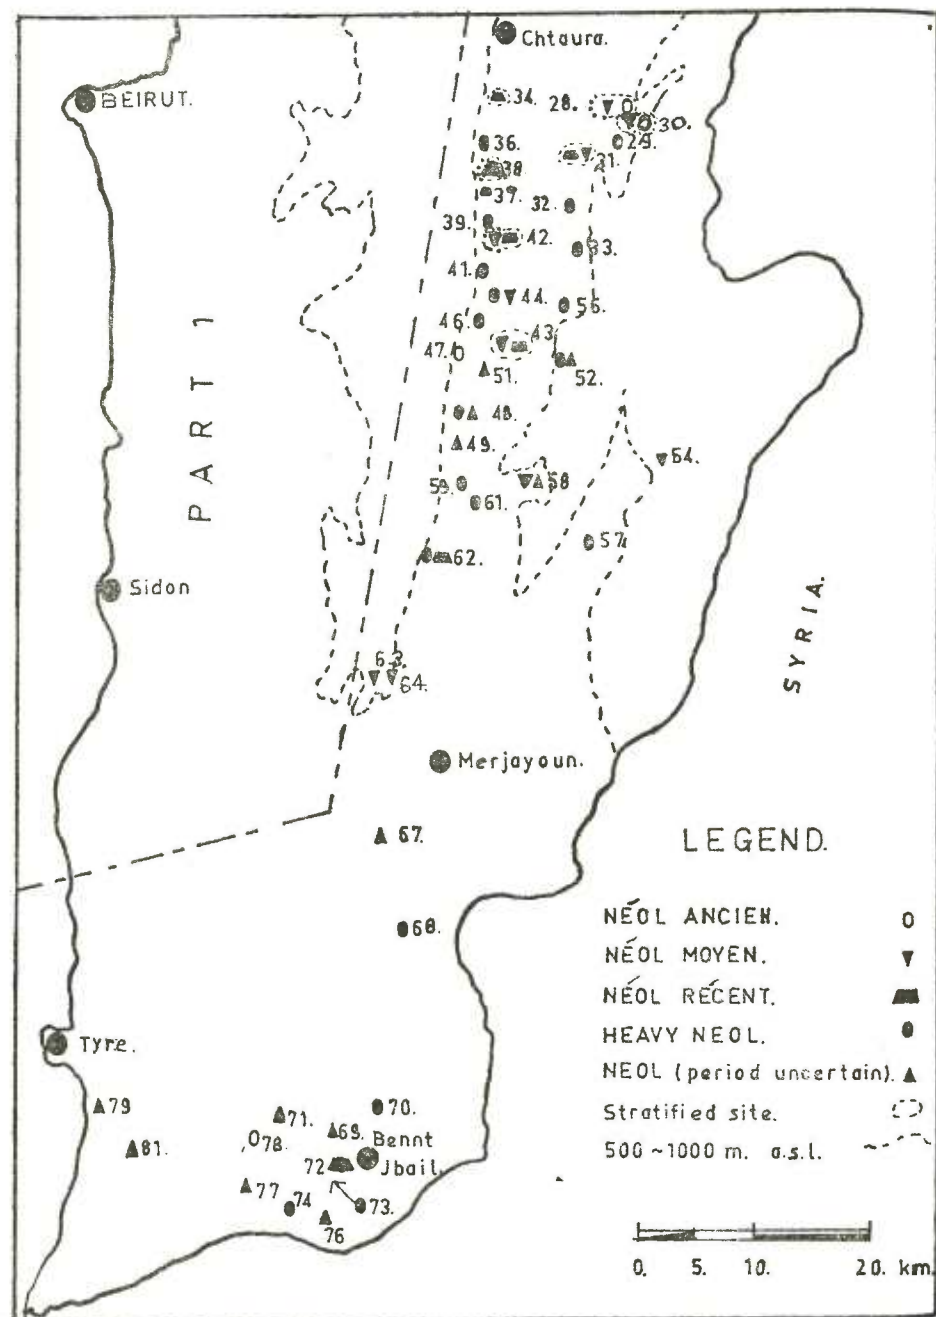 Chtaura.
BEIRUT.
34.
28.
30.
29.
36.
31.
38.
37.
32.
39.
42.
3.
41.
44.
56.
46.
43
47.
51.
52.
48.
49.
54.
59.
58
61.
57.
62.
PART 1
Sidon
SYRIA.
63.
64.
Merjayoun.
67.
LEGEND.
NÉOL ANCIEN.
68.
NÉOL MOYEN.
NÉOL RÉCENT.
HEAVY NEOL.
Tyre.
NEOL (period uncertain).
79
70.
71.
Stratified site.
69.
Bennt
78.
81.
Jbail.
500~1000 m. a.s.l.
72
77
74
73.
76
0. 5. 10. 20. km.